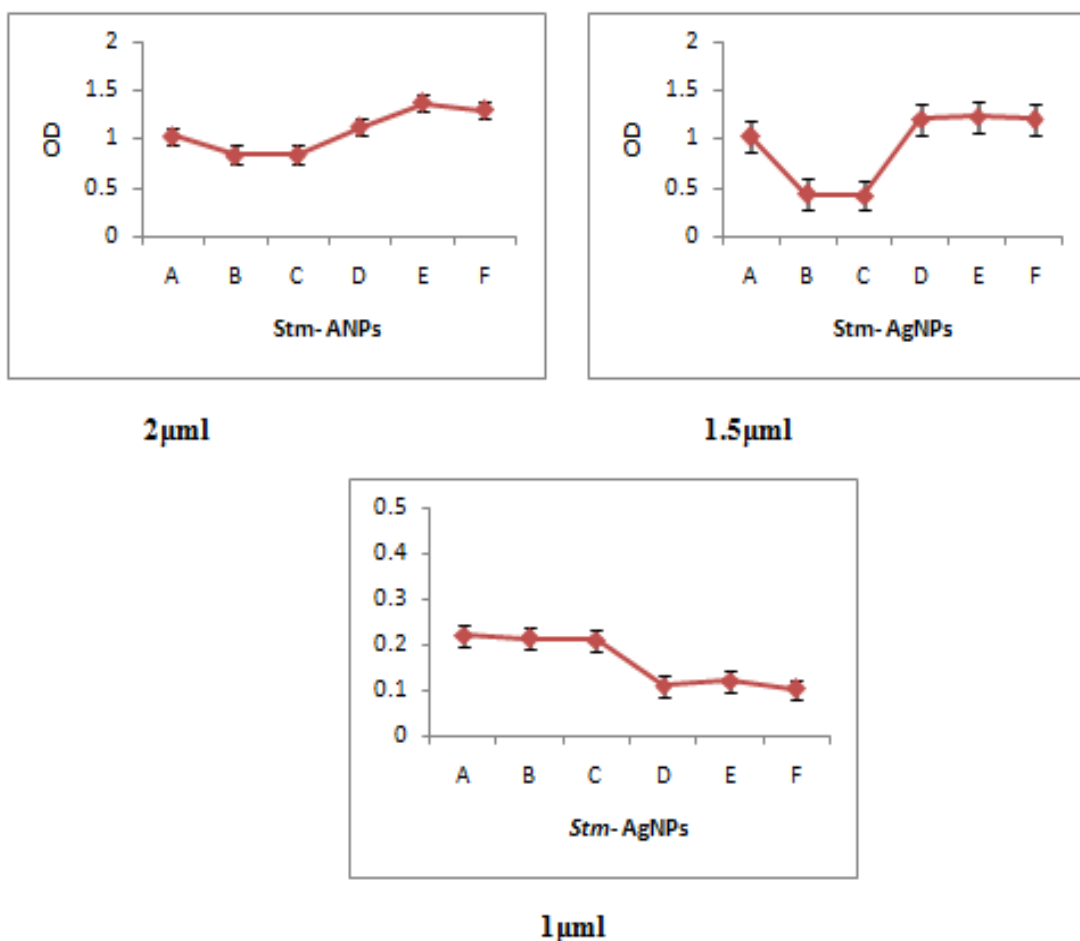 2
1.5
1
0.5
0
OD
A B C D E F
Stm- ANPs
2µml
2
1.5
1
0.5
0
OD
A B C D E F
Stm- AgNPs
1.5µml
0.5
0.4
0.3
0.2
0.1
0
A B C D E F
Stm- AgNPs
1µml